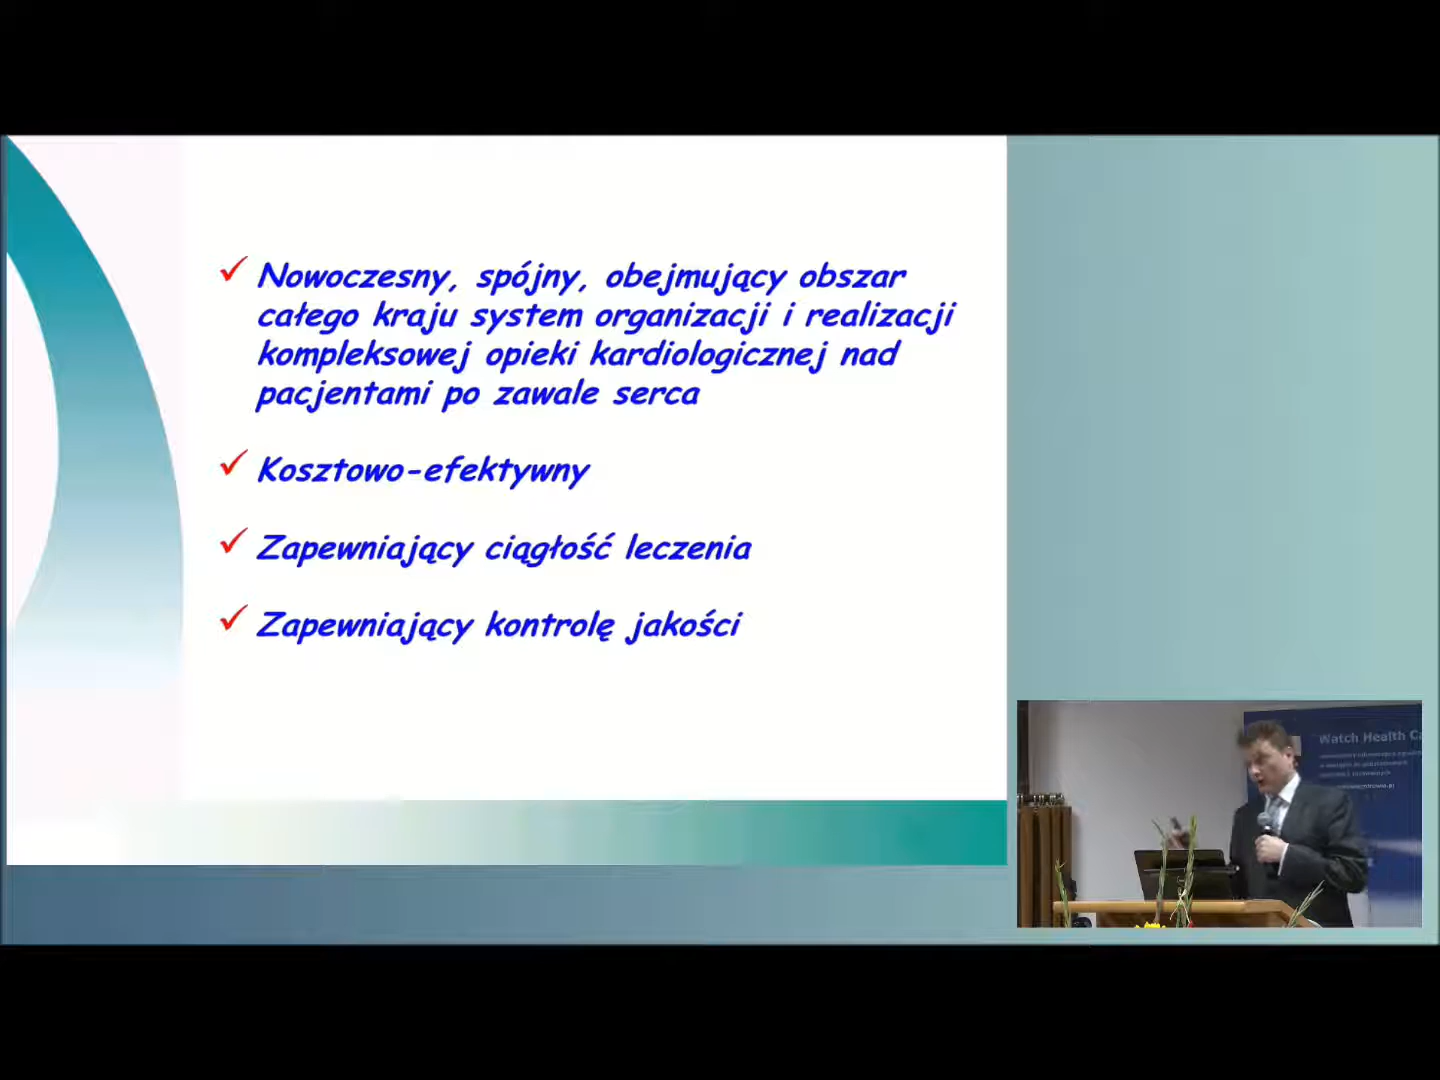 Nowoczesny, spójny, obejmujący obszar
całego kraju system organizacji i realizacji
kompleksowej opieki kardiologicznej nad
pacjentami po zawale serca
Kosztowo-efektywny
Zapewniający ciągłość leczenia
Zapewniający kontrolę jakości
Watch Health Ca